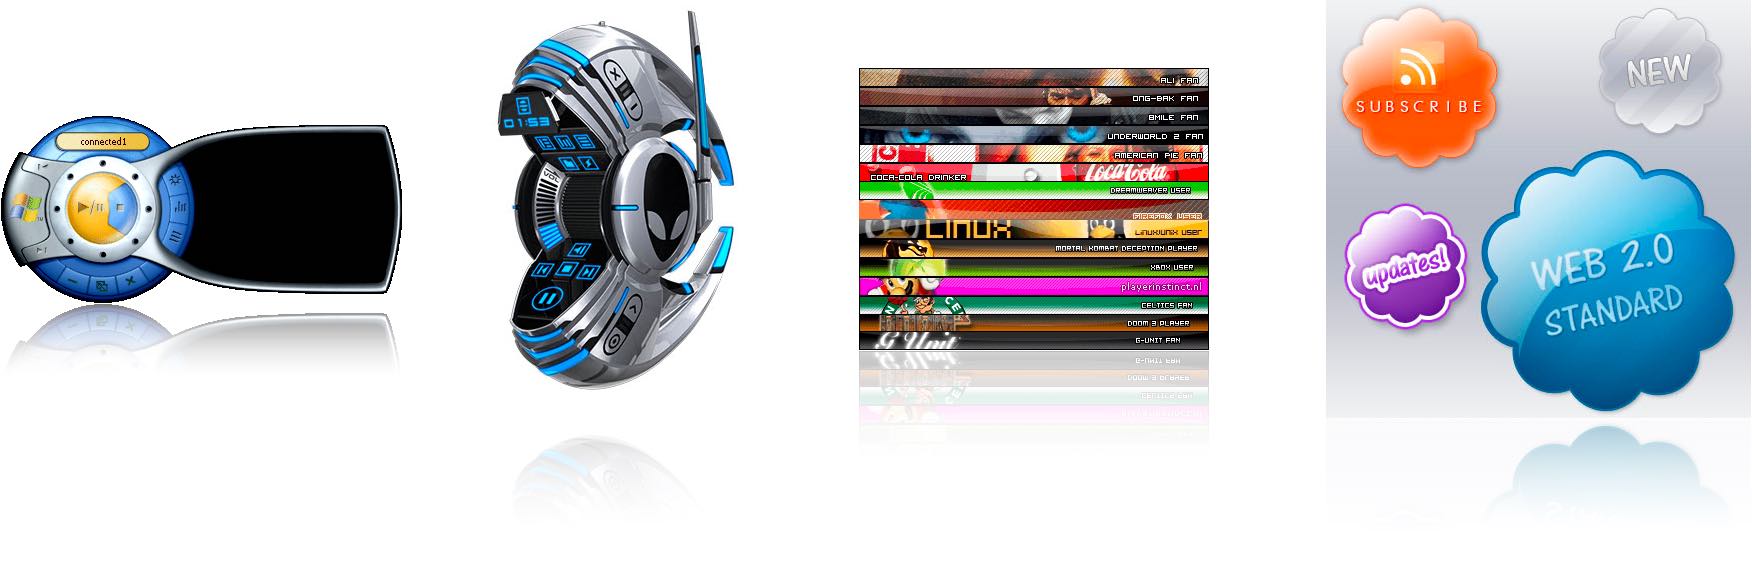 connected1
01:53
VOL
ALI FAN
ONG-BAK FAN
8MILE FAN
UNDERWORLD 2 FAN
AMERICAN PIE FAN
COCA-COLA DRINKER
Coca-Cola
DREAMWEAVER USER
FIREFOX USER
LINUX
LINUX/UNIX USER
MORTAL KOMBAT DECEPTION PLAYER
XBOX USER
playerinstinct.nl
CELTICS FAN
DOOM 3 PLAYER
G Unit
G-UNIT FAN
SUBSCRIBE
NEW
updates!
WEB 2.0
STANDARD